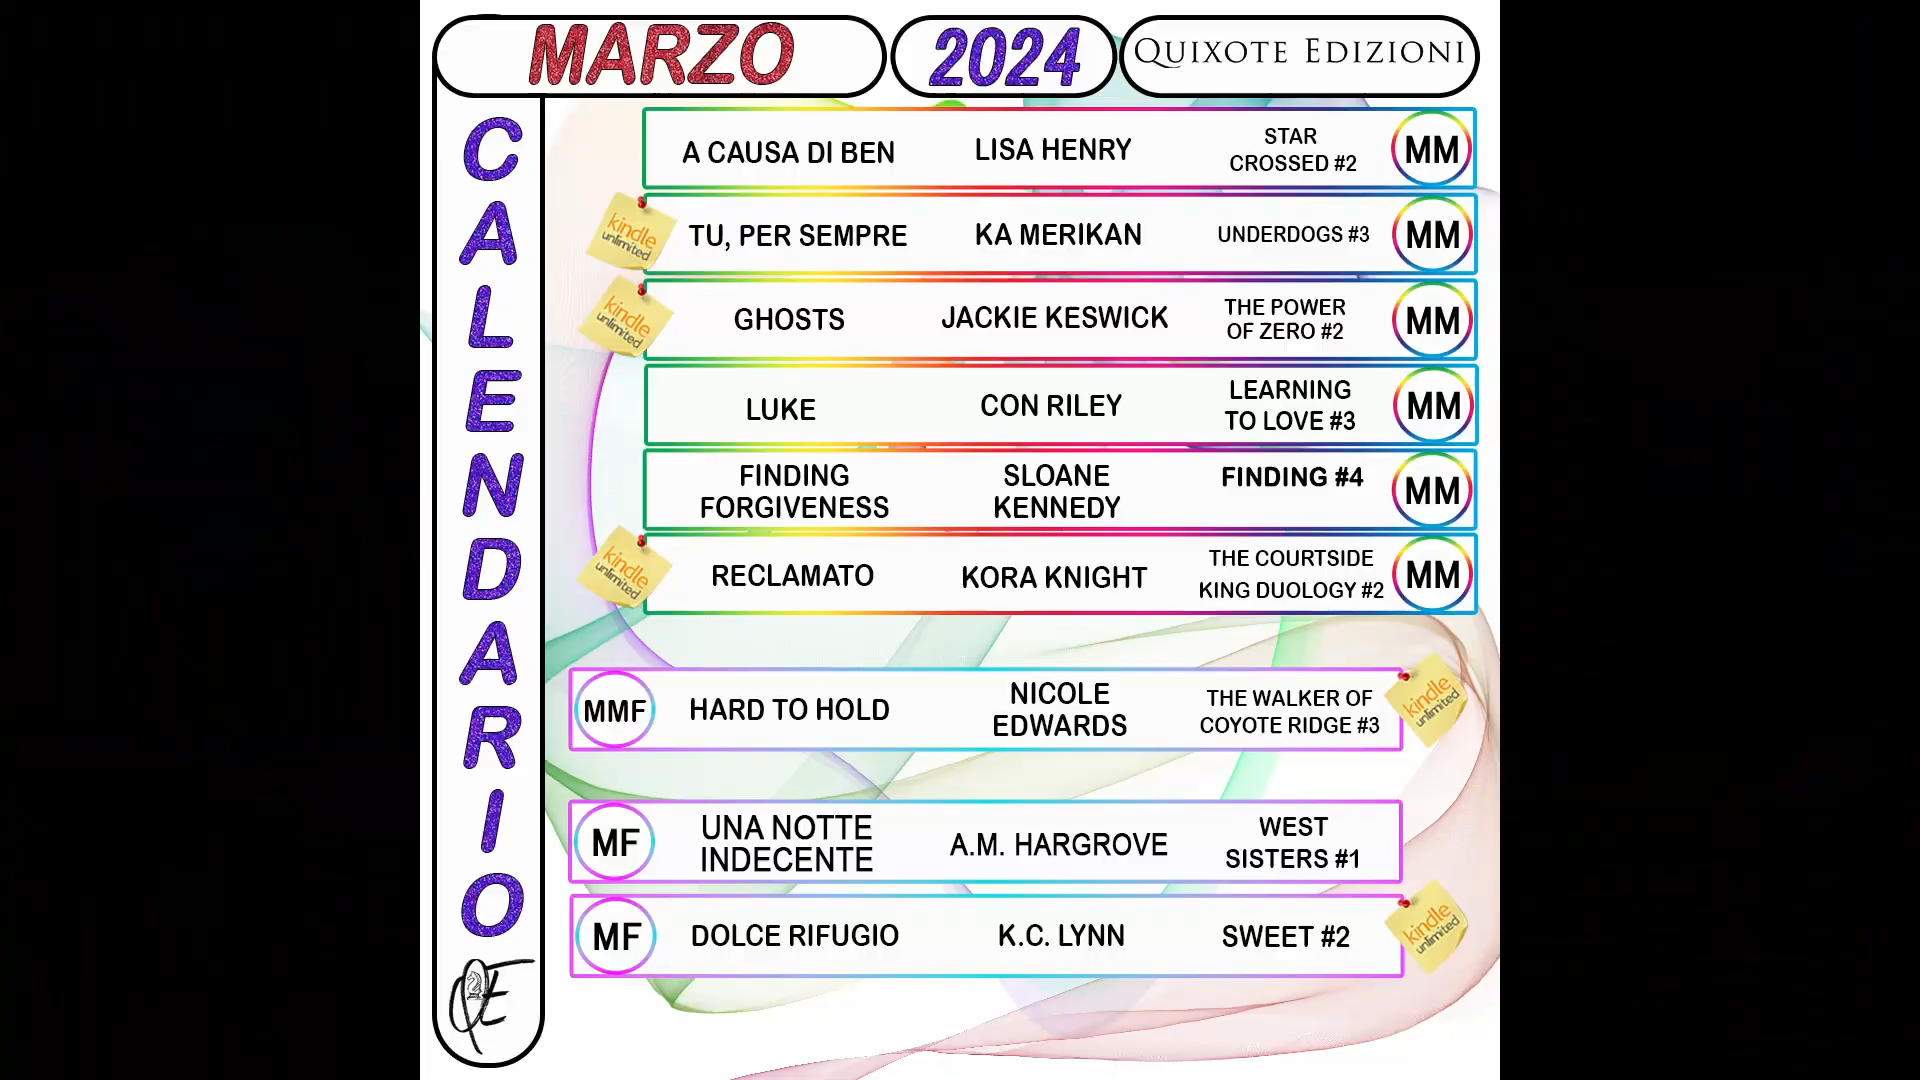 MARZO
2024
QUIXOTE EDIZIONI
CALENDARIO
A CAUSA DI BEN
LISA HENRY
STAR
CROSSED #2
MM
kindle
unlimited
TU, PER SEMPRE
KA MERIKAN
UNDERDOGS #3
MM
kindle
unlimited
GHOSTS
JACKIE KESWICK
THE POWER
OF ZERO #2
MM
LUKE
CON RILEY
LEARNING
TO LOVE #3
MM
FINDING
FORGIVENESS
SLOANE
KENNEDY
FINDING #4
MM
kindle
unlimited
RECLAMATO
KORA KNIGHT
THE COURTSIDE
KING DUOLOGY #2
MM
MMF
HARD TO HOLD
NICOLE
EDWARDS
THE WALKER OF
COYOTE RIDGE #3
kindle
unlimited
MF
UNA NOTTE
INDECENTE
A.M. HARGROVE
WEST
SISTERS #1
MF
DOLCE RIFUGIO
K.C. LYNN
SWEET #2
kindle
unlimited
QE